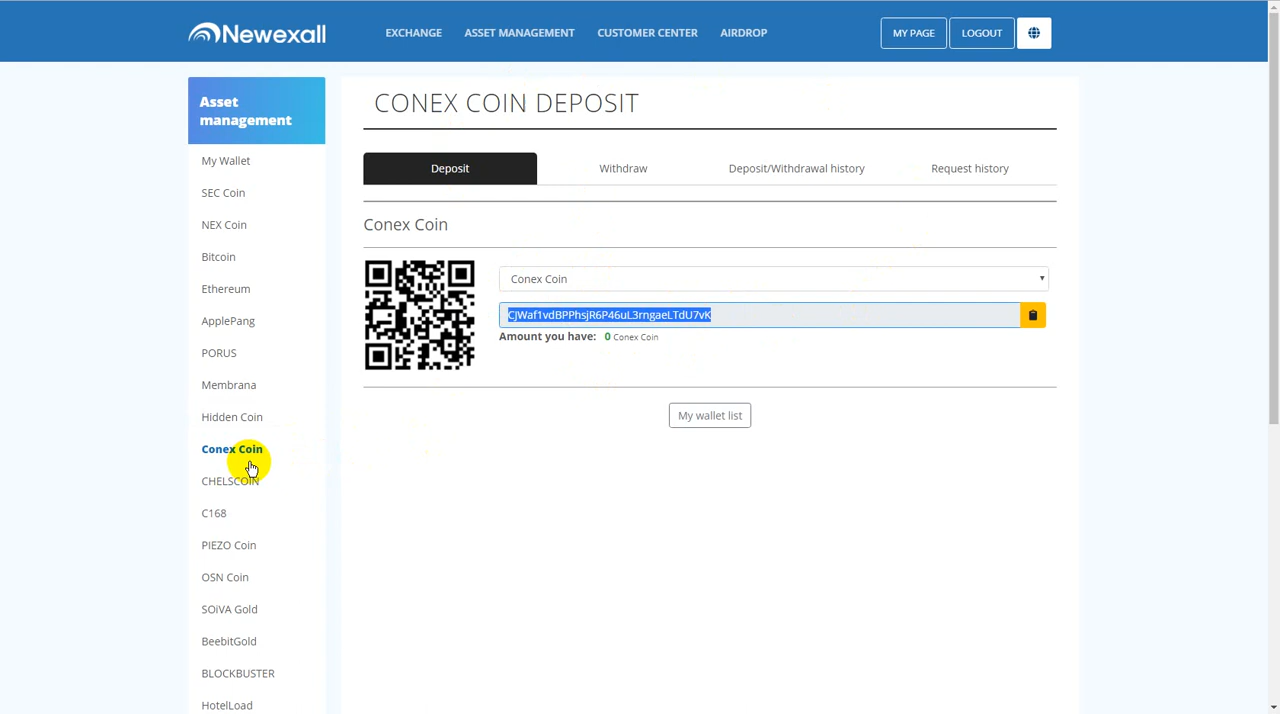 Newexall
EXCHANGE
ASSET MANAGEMENT
CUSTOMER CENTER
AIRDROP
MY PAGE
LOGOUT
Asset
management
My Wallet
SEC Coin
NEX Coin
Bitcoin
Ethereum
ApplePang
PORUS
Membrana
Hidden Coin
Conex Coin
CHELSCOIN
C168
PIEZO Coin
OSN Coin
SOiVA Gold
BeebitGold
BLOCKBUSTER
HotelLoad
CONEX COIN DEPOSIT
Deposit
Withdraw
Deposit/Withdrawal history
Request history
Conex Coin
Conex Coin
CJWaf1vdBPPhsjR6P46uL3rngaeLTdU7vK
Amount you have: 0 Conex Coin
My wallet list